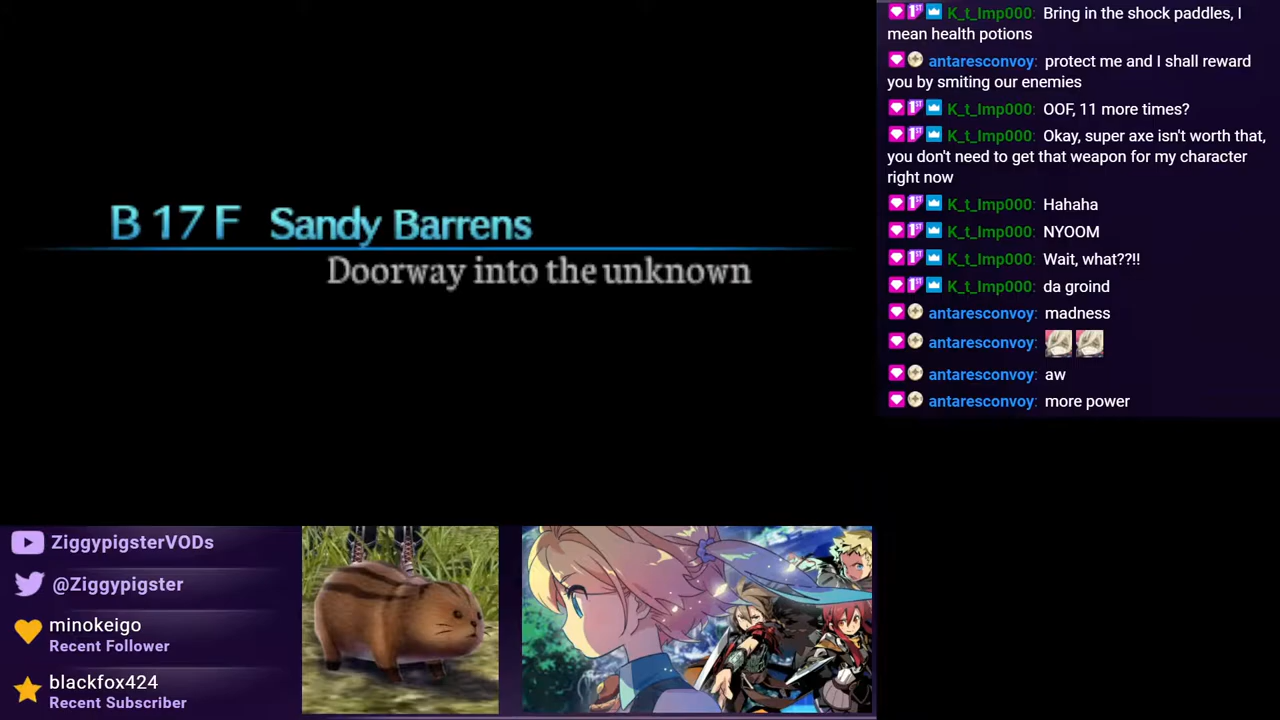 B17F Sandy Barrens
Doorway into the unknown
K_t_Imp000: Bring in the shock paddles, I
mean health potions
antaresconvoy: protect me and I shall reward
you by smiting our enemies
K_t_Imp000: OOF, 11 more times?
K_t_Imp000: Okay, super axe isn't worth that,
you don't need to get that weapon for my character
right now
K_t_Imp000: Hahaha
K_t_Imp000: NYOOM
K_t_Imp000: Wait, what??!!
K_t_Imp000: da groind
antaresconvoy: madness
antaresconvoy:
antaresconvoy: aw
antaresconvoy: more power
ZiggypigsterVODs
@Ziggypigster
minokeigo
Recent Follower
blackfox424
Recent Subscriber